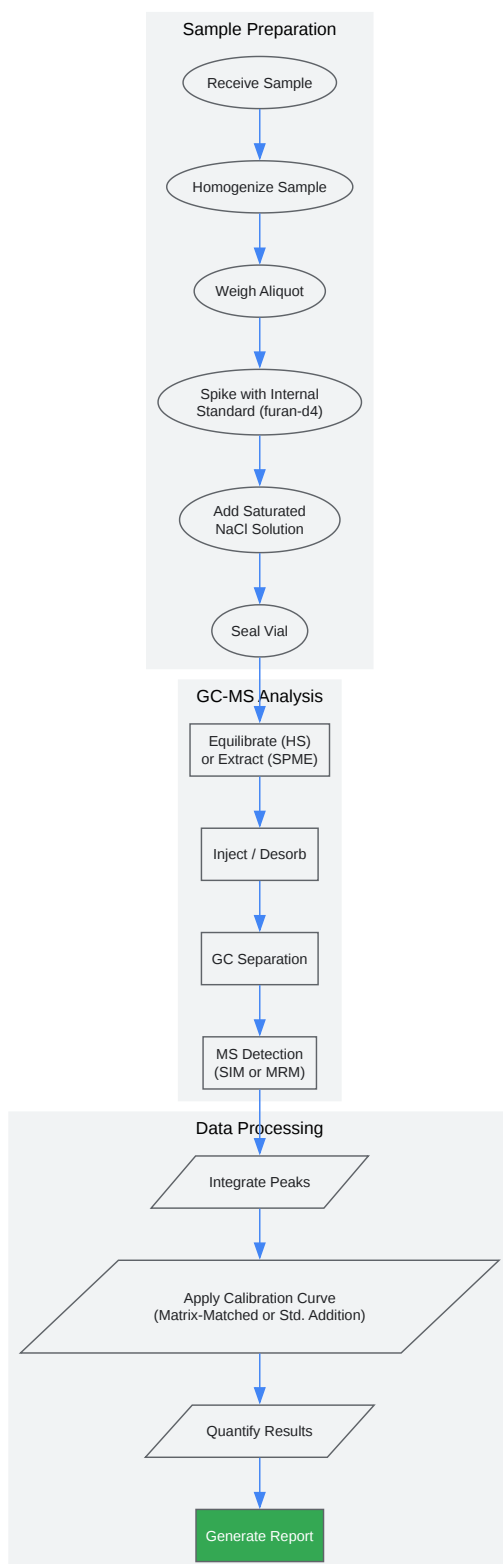 Sample Preparation
Receive Sample
Homogenize Sample
Weigh Aliquot
Spike with Internal
Standard (furan-d4)
Add Saturated
NaCl Solution
Seal Vial
GC-MS Analysis
Equilibrate (HS)
or Extract (SPME)
Inject / Desorb
GC Separation
MS Detection
(SIM or MRM)
Data Processing
Integrate Peaks
Apply Calibration Curve
(Matrix-Matched or Std. Addition)
Quantify Results
Generate Report